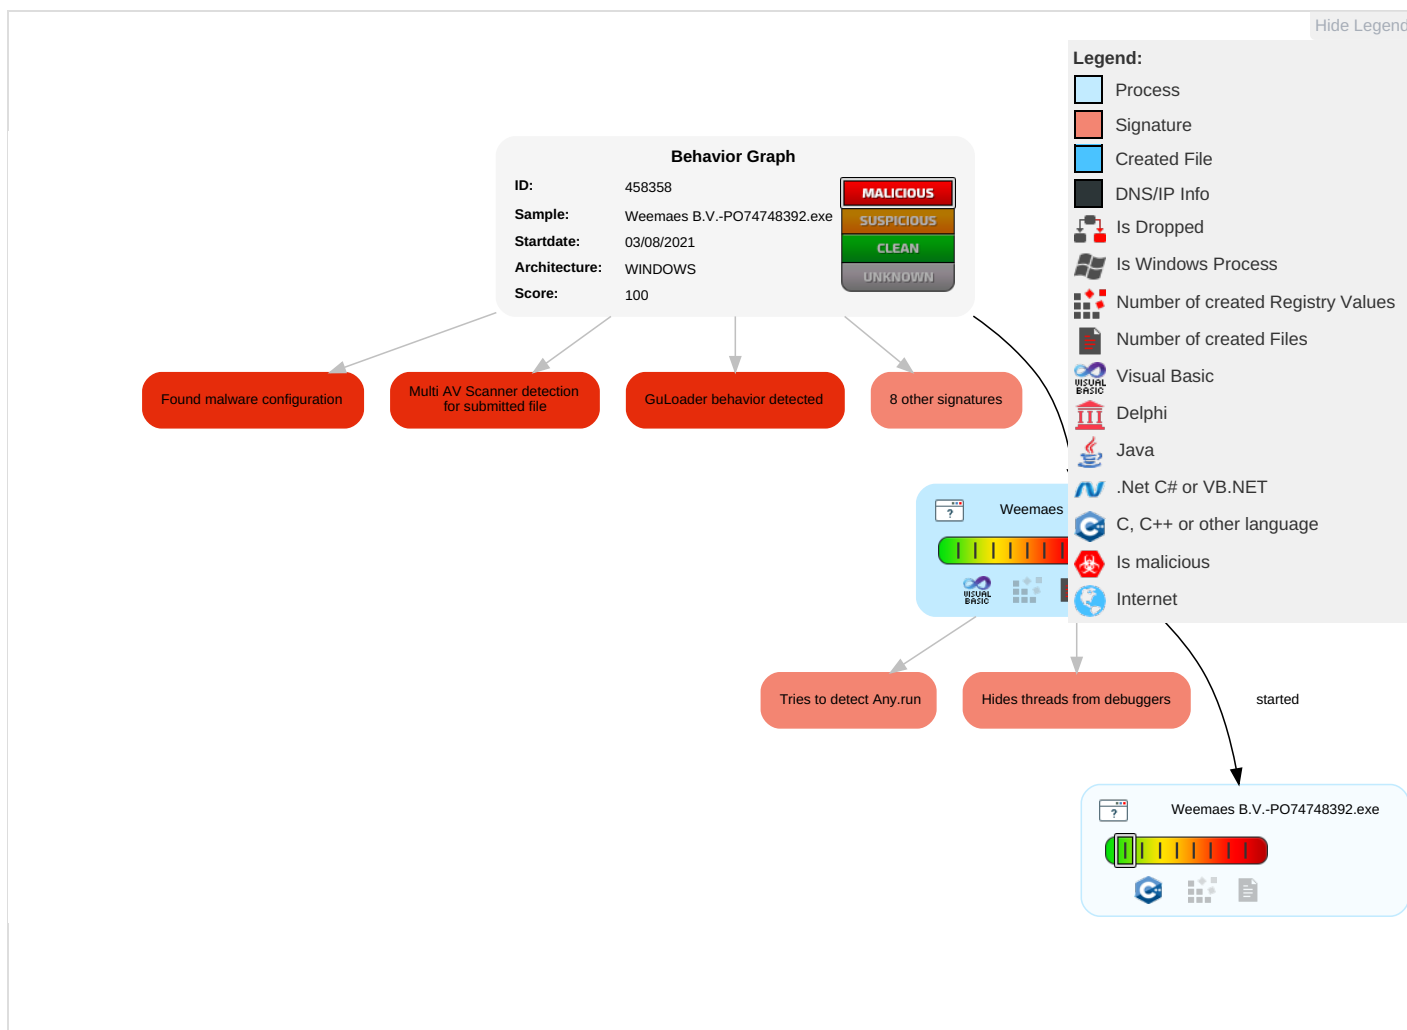 Hide Legend
Legend:
Process
Signature
Created File
DNS/IP Info
Is Dropped
Is Windows Process
Number of created Registry Values
Number of created Files
VISUAL BASIC
Visual Basic
Delphi
Java
.Net C# or VB.NET
C, C++ or other language
Is malicious
Internet
Behavior Graph
ID: 458358
Sample: Weemaes B.V.-PO74748392.exe
Startdate: 03/08/2021
Architecture: WINDOWS
Score: 100
MALICIOUS
SUSPICIOUS
CLEAN
UNKNOWN
Found malware configuration
Multi AV Scanner detection
for submitted file
GuLoader behavior detected
8 other signatures
Weemaes
VISUAL
BASIC
Tries to detect Any.run
Hides threads from debuggers
started
Weemaes B.V.-PO74748392.exe